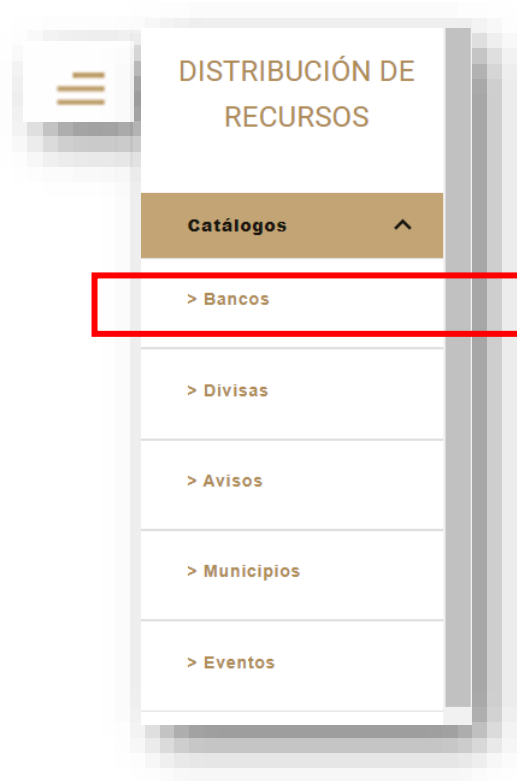 DISTRIBUCIÓN DE
RECURSOS
Catálogos
> Bancos
> Divisas
> Avisos
> Municipios
> Eventos